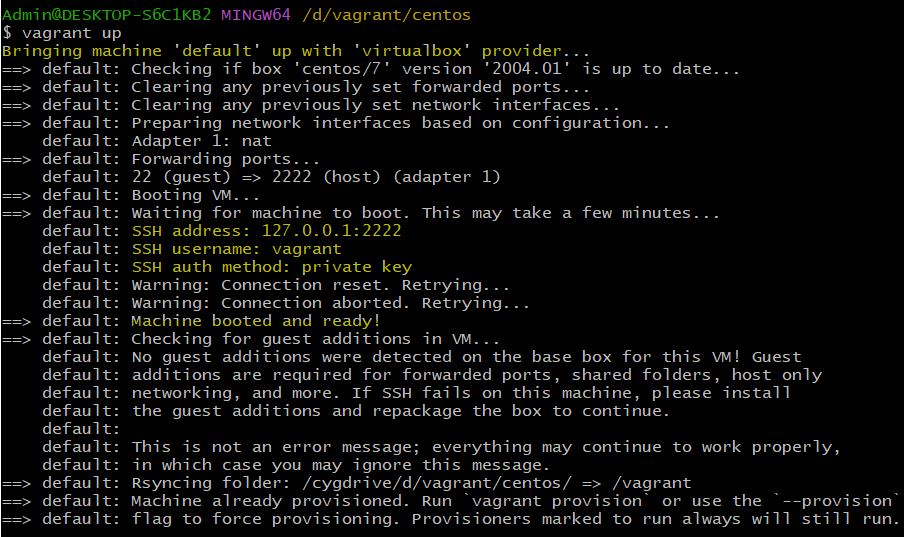 Admin@DESKTOP-S6C1KB2 MINGW64 /d/vagrant/centos
$ vagrant up
Bringing machine 'default' up with 'virtualbox' provider...
==> default: Checking if box 'centos/7' version '2004.01' is up to date...
==> default: Clearing any previously set forwarded ports...
==> default: Clearing any previously set network interfaces...
==> default: Preparing network interfaces based on configuration...
    default: Adapter 1: nat
==> default: Forwarding ports...
    default: 22 (guest) => 2222 (host) (adapter 1)
==> default: Booting VM...
==> default: Waiting for machine to boot. This may take a few minutes...
    default: SSH address: 127.0.0.1:2222
    default: SSH username: vagrant
    default: SSH auth method: private key
    default: Warning: Connection reset. Retrying...
    default: Warning: Connection aborted. Retrying...
==> default: Machine booted and ready!
==> default: Checking for guest additions in VM...
    default: No guest additions were detected on the base box for this VM! Guest
    default: additions are required for forwarded ports, shared folders, host only
    default: networking, and more. If SSH fails on this machine, please install
    default: the guest additions and repackage the box to continue.
    default:
    default: This is not an error message; everything may continue to work properly,
    default: in which case you may ignore this message.
==> default: Rsyncing folder: /cygdrive/d/vagrant/centos/ => /vagrant
==> default: Machine already provisioned. Run `vagrant provision` or use the `--provision`
==> default: flag to force provisioning. Provisioners marked to run always will still run.